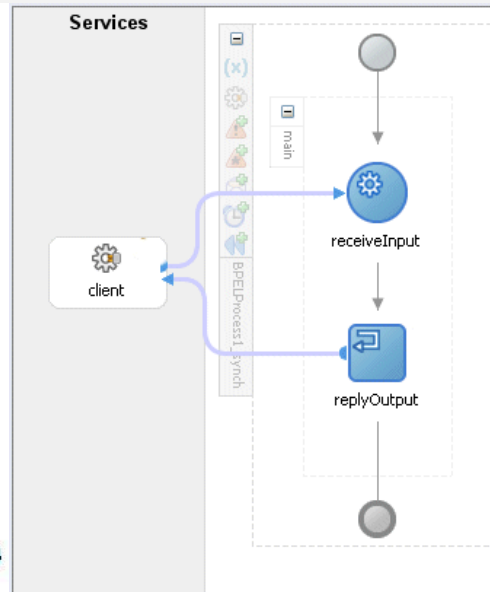 Services
(x)
main
receiveInput
client
BPELProcess1_synch
replyOutput